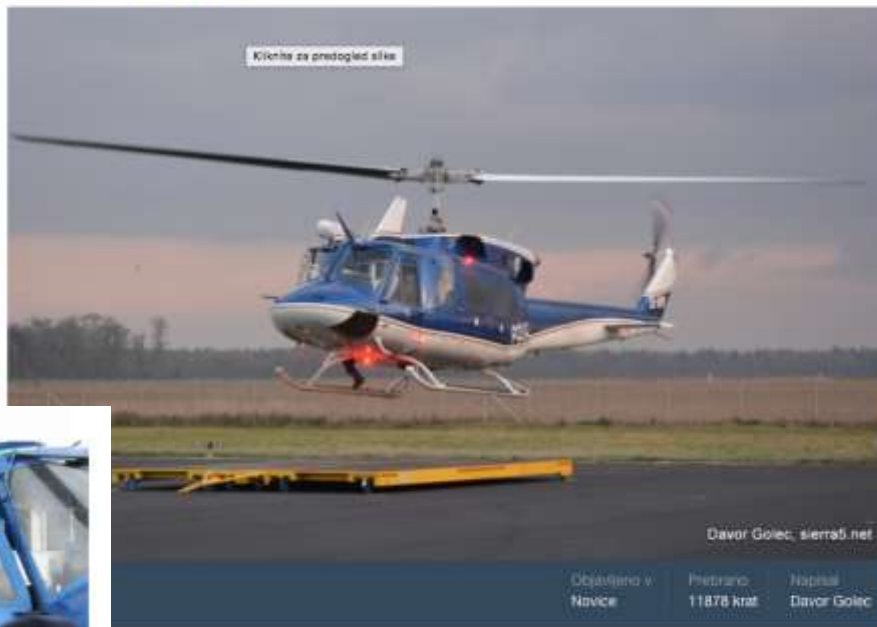 Kliknite za predogled slike
Davor Golec, sierra5.net
Objavljeno v
Prebrano
Napisal
Novice
11878 krat
Davor Golec